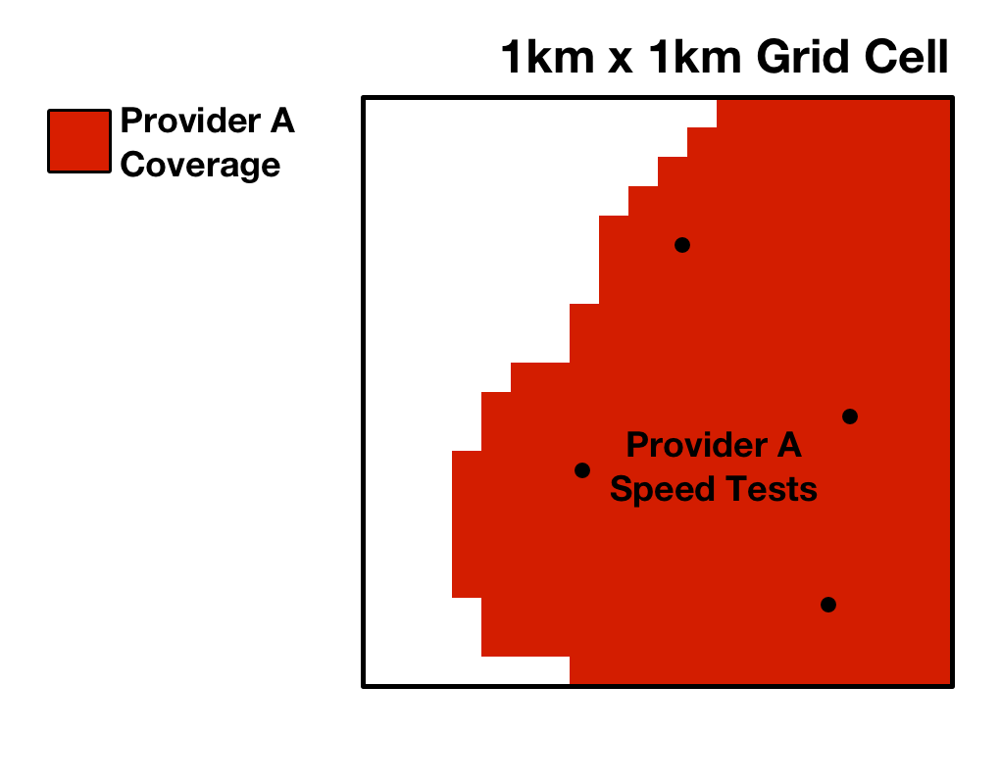 1km x 1km Grid Cell
Provider A
Coverage
Provider A
Speed Tests